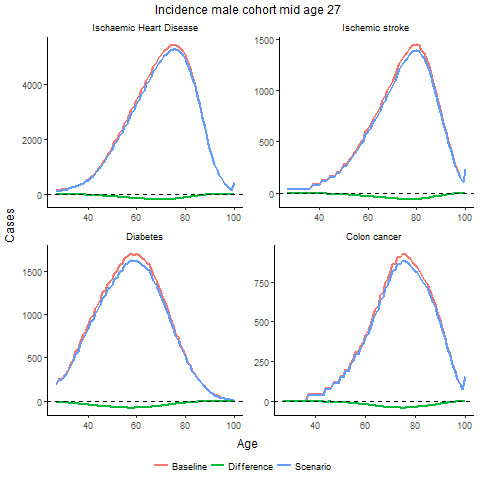 Incidence male cohort mid age 27
Ischaemic Heart Disease
Ischemic stroke
4000
2000
0
40 60 80 100
1500
1000
500
0
40 60 80 100
Cases
Diabetes
Colon cancer
1500
1000
500
0
40 60 80 100
750
500
250
0
40 60 80 100
Age
Baseline Difference Scenario